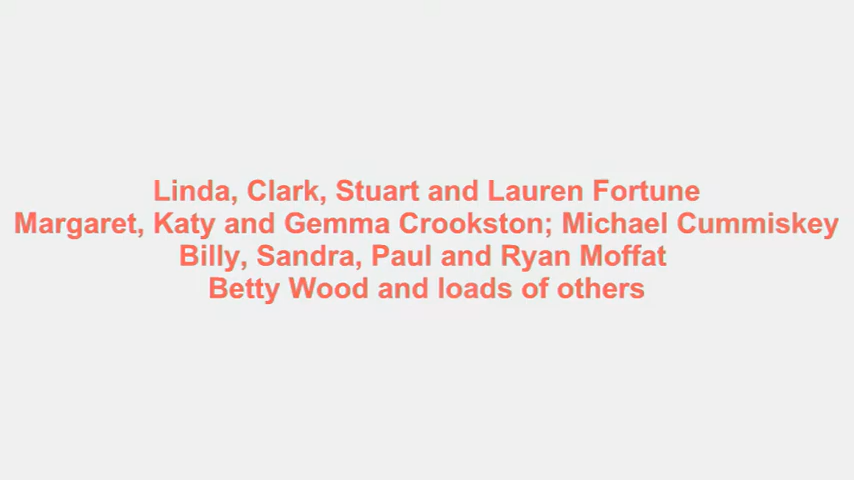 Linda, Clark, Stuart and Lauren Fortune
Margaret, Katy and Gemma Crookston; Michael Cummiskey
Billy, Sandra, Paul and Ryan Moffat
Betty Wood and loads of others